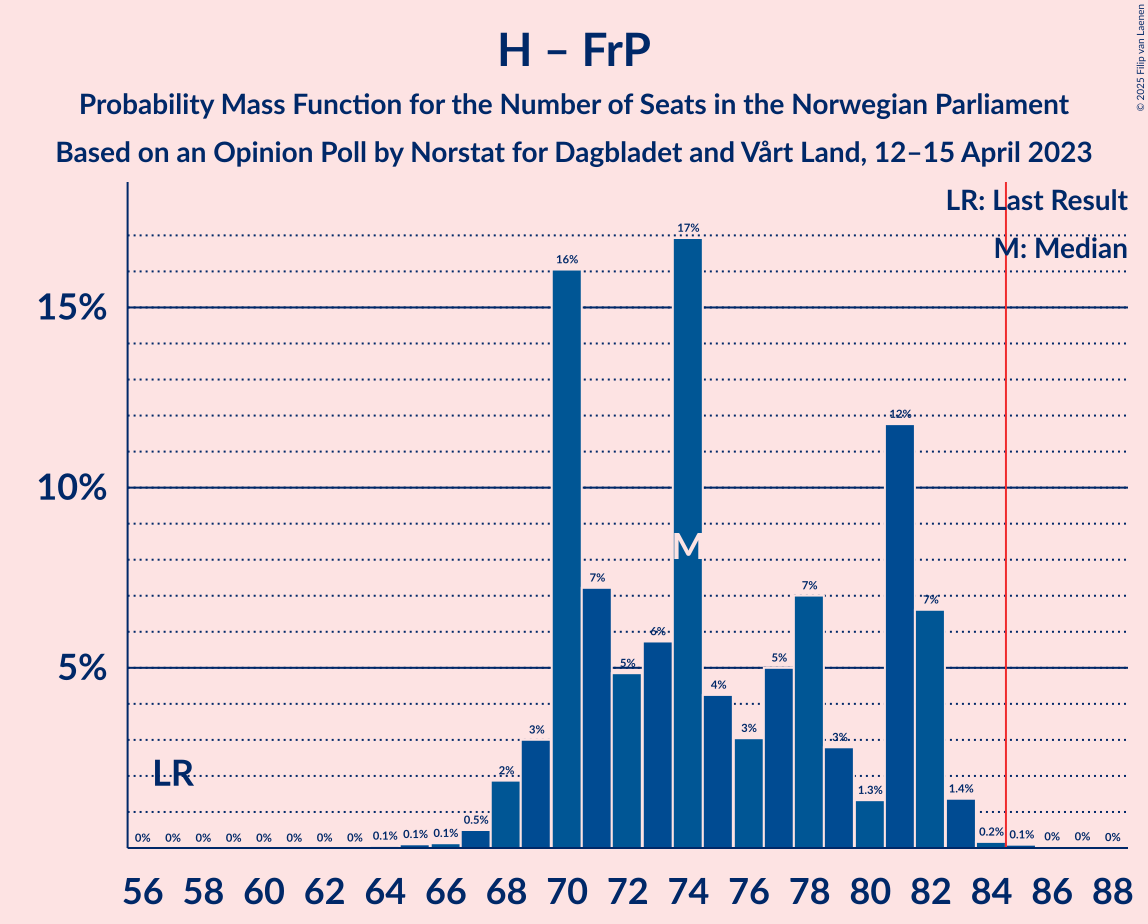 H – FrP
Probability Mass Function for the Number of Seats in the Norwegian Parliament
Based on an Opinion Poll by Norstat for Dagbladet and Vårt Land, 12–15 April 2023
© 2025 Filip van Laenen
LR: Last Result
M: Median
15%
10%
5%
LR
M
0% 0% 0% 0% 0% 0% 0% 0% 0.1% 0.1% 0.1% 0.5% 2% 3% 16% 7% 5% 6% 17% 4% 3% 5% 7% 3% 1.3% 12% 7% 1.4% 0.2% 0.1% 0% 0% 0%
56 58 60 62 64 66 68 70 72 74 76 78 80 82 84 86 88